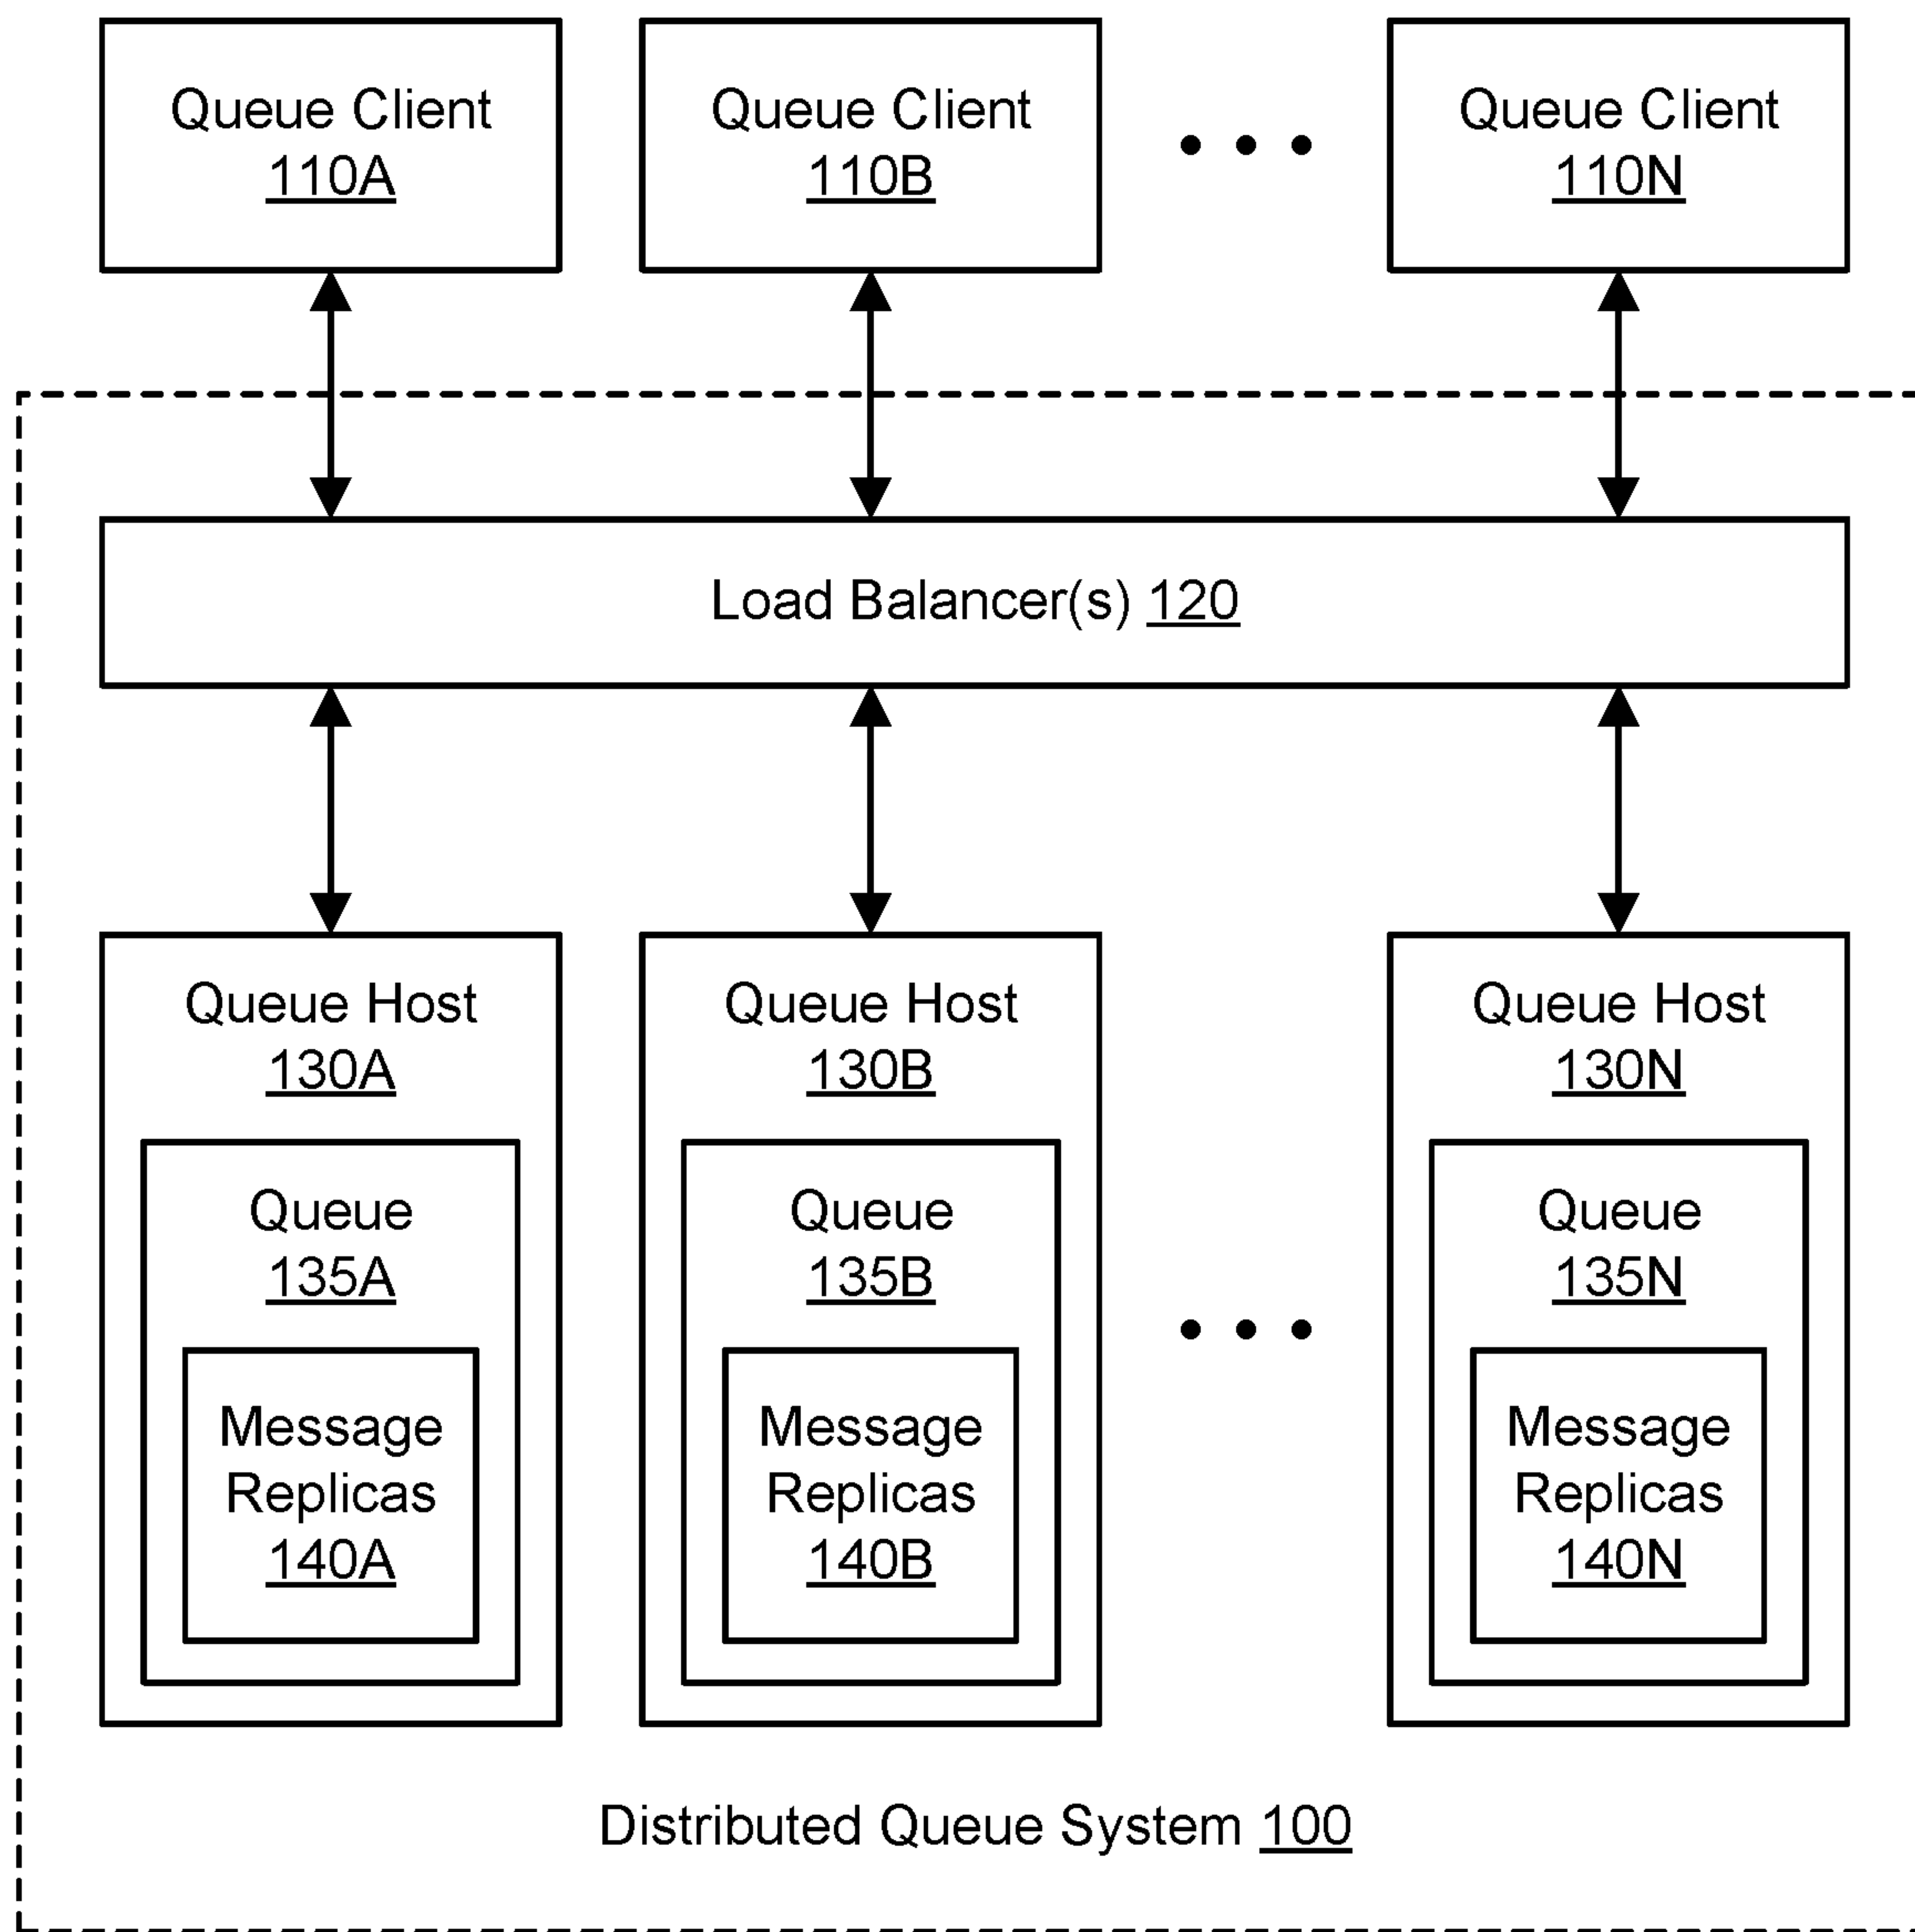 Queue Client
110A
Queue Client
110B
Queue Client
110N
Load Balancer(s) 120
Queue Host
130A
Queue
135A
Message
Replicas
140A
Queue Host
130B
Queue
135B
Message
Replicas
140B
Queue Host
130N
Queue
135N
Message
Replicas
140N
Distributed Queue System 100